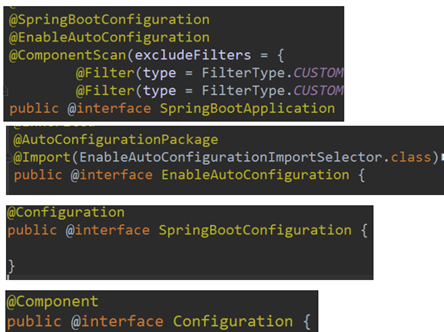 @SpringBootConfiguration
@EnableAutoConfiguration
@ComponentScan(excludeFilters = {
@Filter(type = FilterType.CUSTOM
@Filter(type = FilterType.CUSTOM
public @interface SpringBootApplication
@AutoConfigurationPackage
@Import(EnableAutoConfigurationImportSelector.class)
public @interface EnableAutoConfiguration {
@Configuration
public @interface SpringBootConfiguration {
}
@Component
public @interface Configuration {